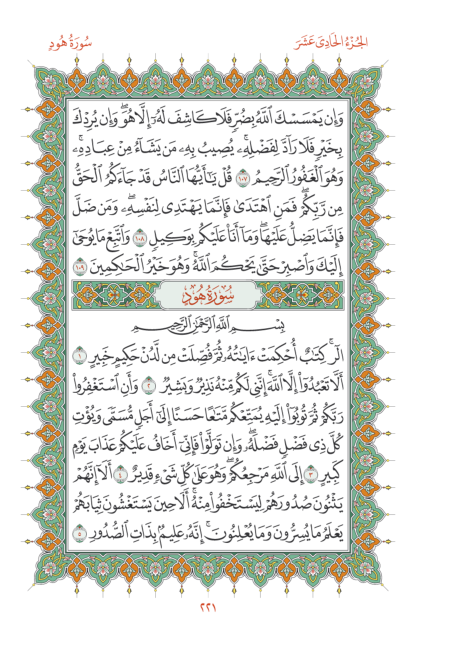 سُورَةُ هُودٍ
الجُزْءُ الحَادِىَ عَشَرَ
وَإِن يَمْسَسْكَ ٱللَّهُ بِضُرٍّ فَلَا كَاشِفَ لَهُۥٓ إِلَّا هُوَۖ وَإِن يُرِدْكَ
بِخَيْرٍ فَلَا رَآدَّ لِفَضْلِهِۦۚ يُصِيبُ بِهِۦ مَن يَشَآءُ مِنْ عِبَادِهِۦۚ
وَهُوَ ٱلْغَفُورُ ٱلرَّحِيمُ ١٠٧ قُلْ يَٰٓأَيُّهَا ٱلنَّاسُ قَدْ جَآءَكُمُ ٱلْحَقُّ
مِن رَّبِّكُمْۖ فَمَنِ ٱهْتَدَىٰ فَإِنَّمَا يَهْتَدِى لِنَفْسِهِۦۖ وَمَن ضَلَّ
فَإِنَّمَا يَضِلُّ عَلَيْهَاۖ وَمَآ أَنَا۠ عَلَيْكُم بِوَكِيلٍ ١٠٨ وَٱتَّبِعْ مَا يُوحَىٰٓ
إِلَيْكَ وَٱصْبِرْ حَتَّىٰ يَحْكُمَ ٱللَّهُۚ وَهُوَ خَيْرُ ٱلْحَٰكِمِينَ ١٠٩
سُورَةُ هُودٍ
بِسْمِ ٱللَّهِ ٱلرَّحْمَٰنِ ٱلرَّحِيمِ
الٓرۚ كِتَٰبٌ أُحْكِمَتْ ءَايَٰتُهُۥ ثُمَّ فُصِّلَتْ مِن لَّدُنْ حَكِيمٍ خَبِيرٍ ١
أَلَّا تَعْبُدُوٓا۟ إِلَّا ٱللَّهَۚ إِنَّنِى لَكُم مِّنْهُ نَذِيرٌ وَبَشِيرٌ ٢ وَأَنِ ٱسْتَغْفِرُوا۟
رَبَّكُمْ ثُمَّ تُوبُوٓا۟ إِلَيْهِ يُمَتِّعْكُم مَّتَٰعًا حَسَنًا إِلَىٰٓ أَجَلٍ مُّسَمًّى وَيُؤْتِ
كُلَّ ذِى فَضْلٍ فَضْلَهُۥۖ وَإِن تَوَلَّوْا۟ فَإِنِّىٓ أَخَافُ عَلَيْكُمْ عَذَابَ يَوْمٍ
كَبِيرٍ ٣ إِلَى ٱللَّهِ مَرْجِعُكُمْۖ وَهُوَ عَلَىٰ كُلِّ شَىْءٍ قَدِيرٌ ٤ أَلَآ إِنَّهُمْ
يَثْنُونَ صُدُورَهُمْ لِيَسْتَخْفُوا۟ مِنْهُۚ أَلَا حِينَ يَسْتَغْشُونَ ثِيَابَهُمْ
يَعْلَمُ مَا يُسِرُّونَ وَمَا يُعْلِنُونَۚ إِنَّهُۥ عَلِيمٌۢ بِذَاتِ ٱلصُّدُورِ ٥
٢٢١